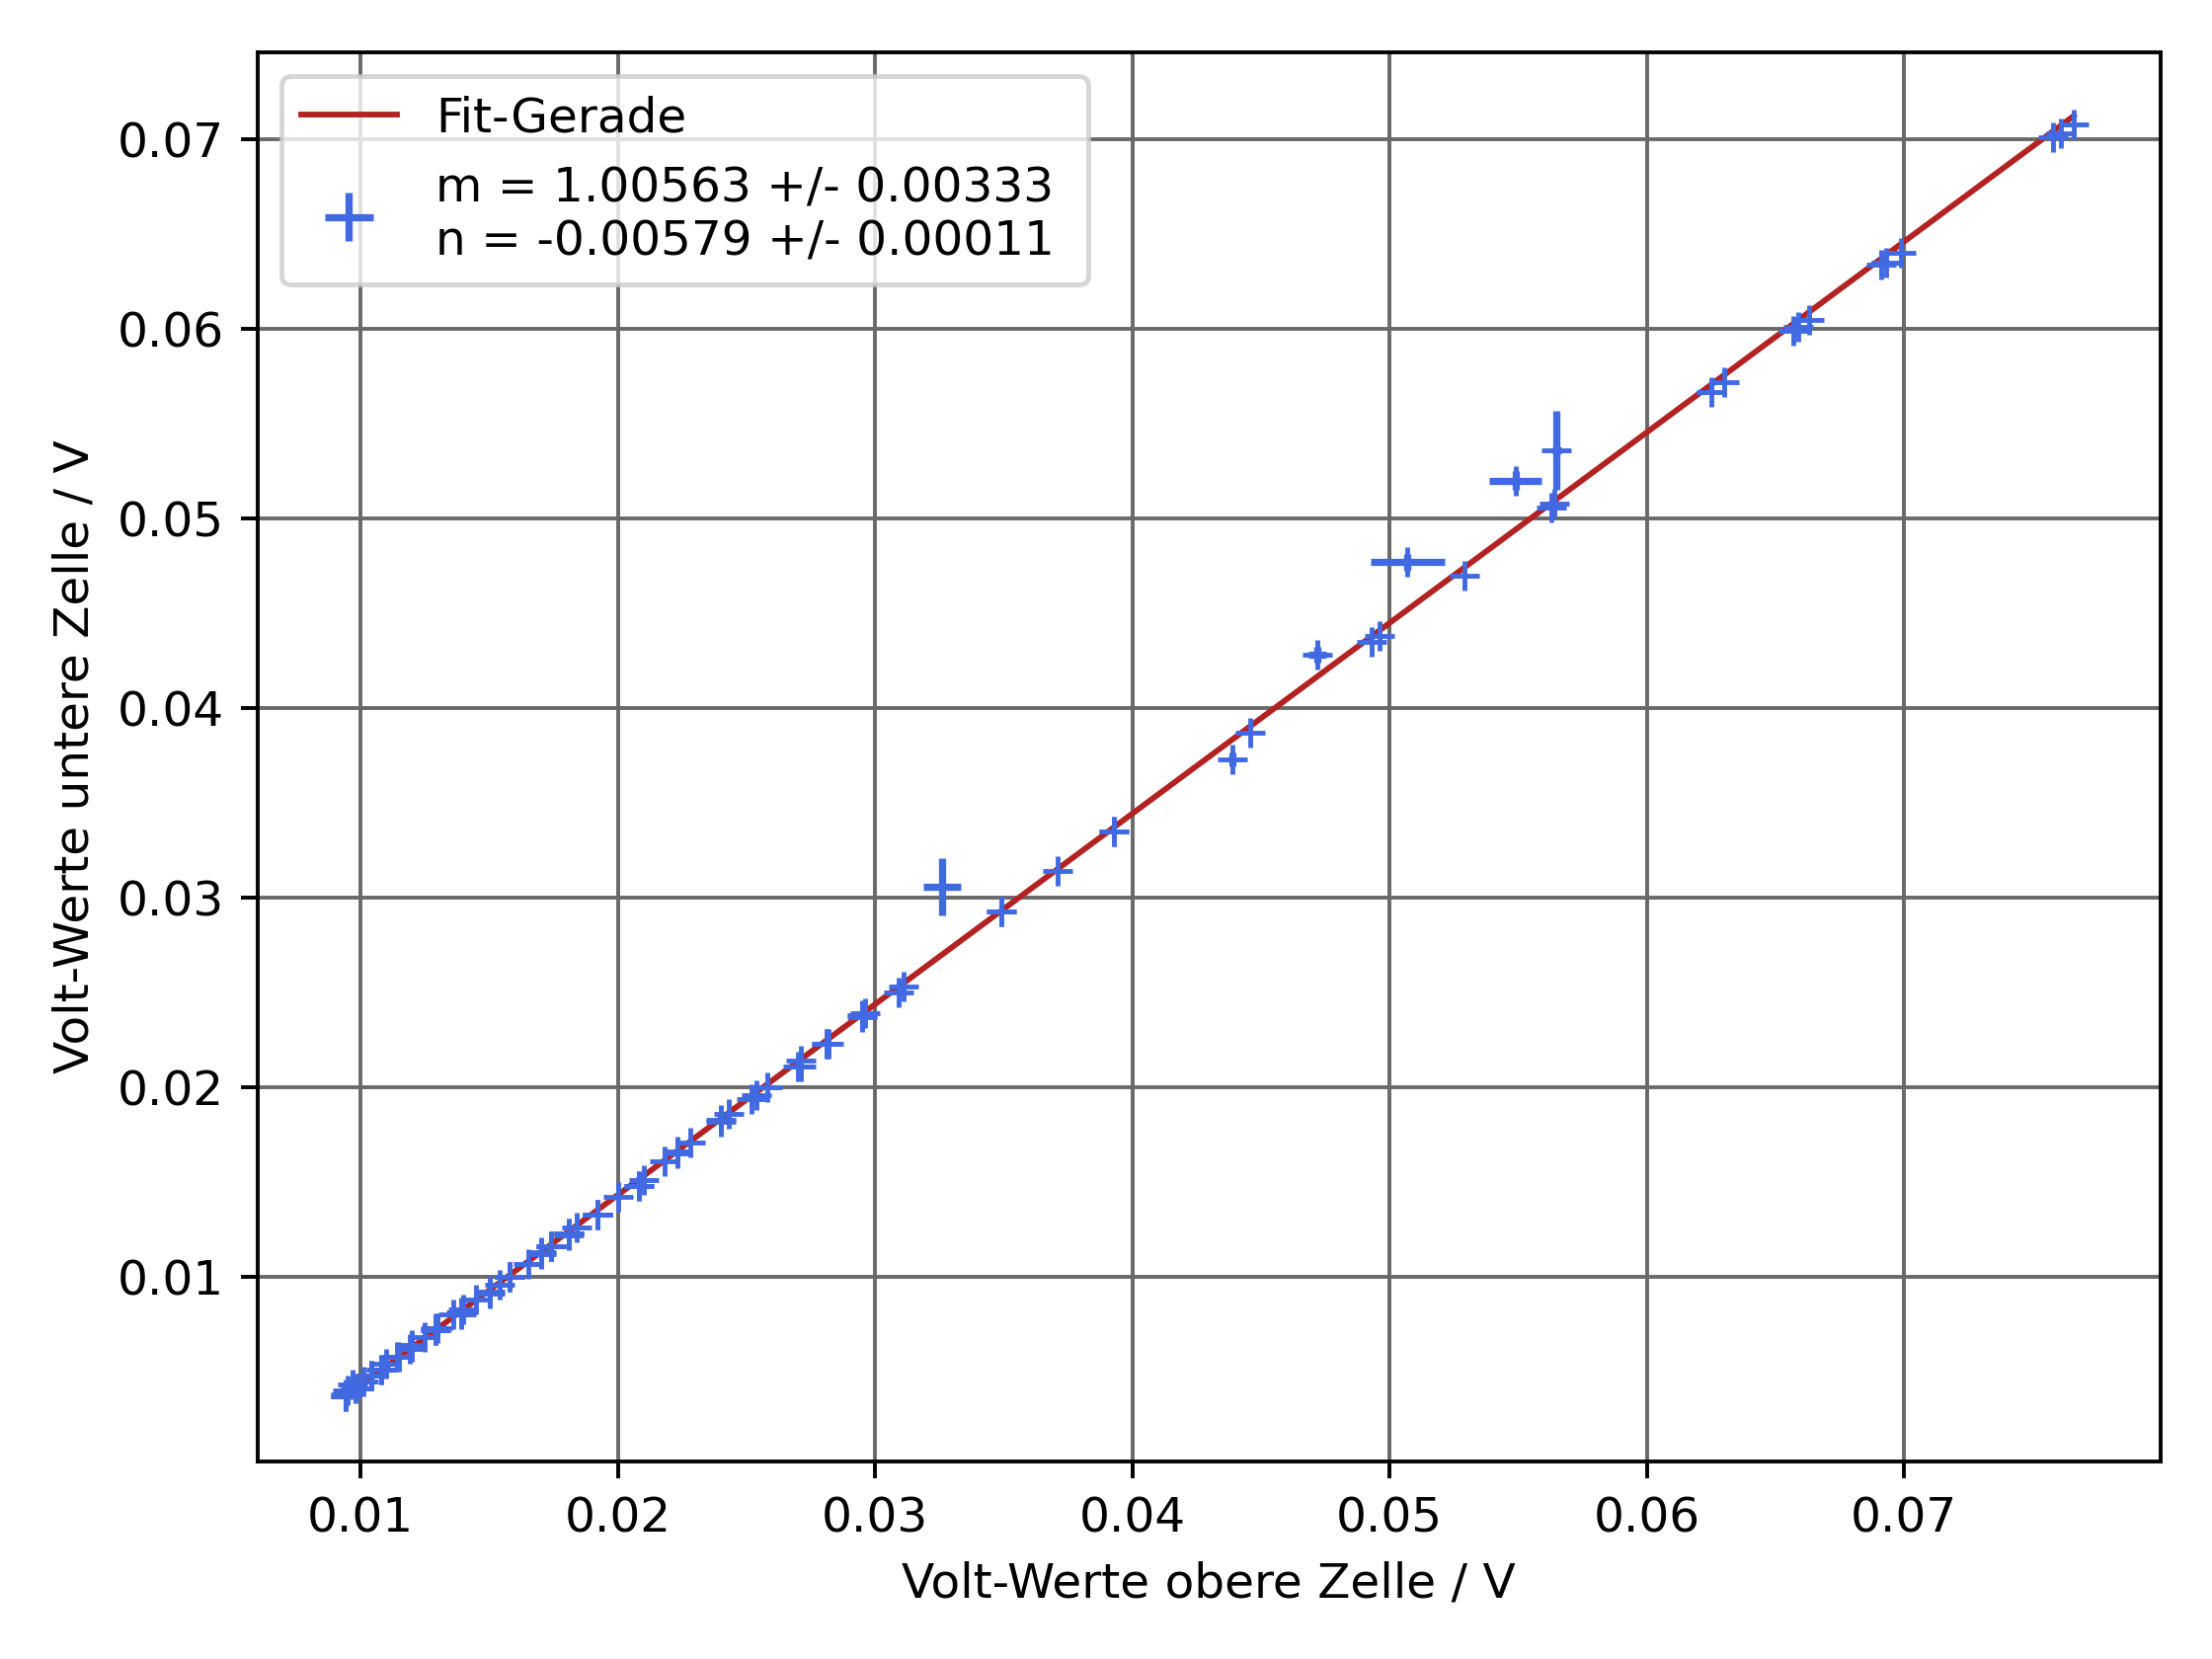 Fit-Gerade
m = 1.00563 +/- 0.00333
n = -0.00579 +/- 0.00011
0.07
0.06
0.05
0.04
0.03
0.02
0.01
Volt-Werte untere Zelle / V
0.01 0.02 0.03 0.04 0.05 0.06 0.07
Volt-Werte obere Zelle / V